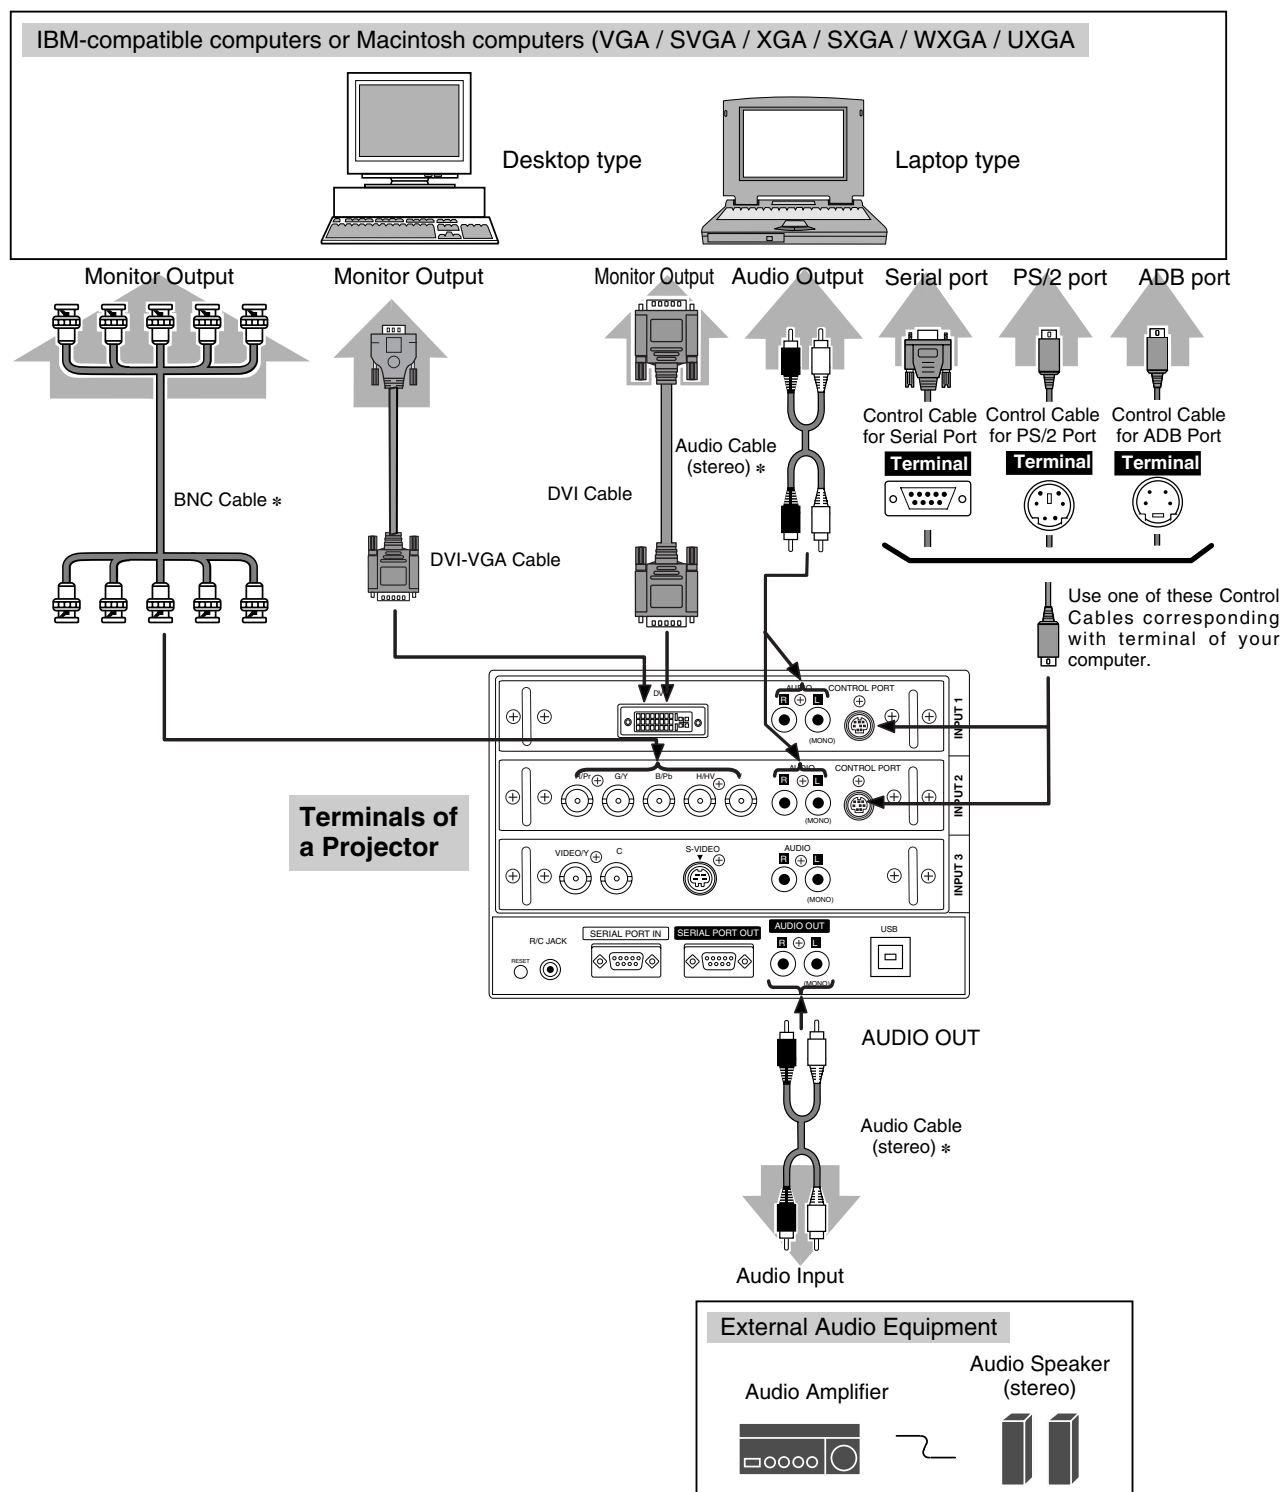 IBM-compatible computers or Macintosh computers (VGA / SVGA / XGA / SXGA / WXGA / UXGA
Desktop type
Laptop type
Monitor Output
Monitor Output
Monitor Output
Audio Output
Serial port
PS/2 port
ADB port
Control Cable
for Serial Port
Control Cable
for PS/2 Port
Control Cable
for ADB Port
Terminal
Terminal
Terminal
Audio Cable
(stereo) *
BNC Cable *
DVI Cable
DVI-VGA Cable
Use one of these Control
Cables corresponding
with terminal of your
computer.
AUDIO
CONTROL PORT
R
L
(MONO)
INPUT 1
Terminals of
a Projector
R/Pr
G/Y
B/Pb
H/HV
AUDIO
CONTROL PORT
R
L
(MONO)
INPUT 2
VIDEO/Y
C
S-VIDEO
AUDIO
R
L
(MONO)
INPUT 3
R/C JACK
RESET
SERIAL PORT IN
SERIAL PORT OUT
AUDIO OUT
R
L
(MONO)
USB
AUDIO OUT
Audio Cable
(stereo) *
Audio Input
External Audio Equipment
Audio Amplifier
Audio Speaker
(stereo)